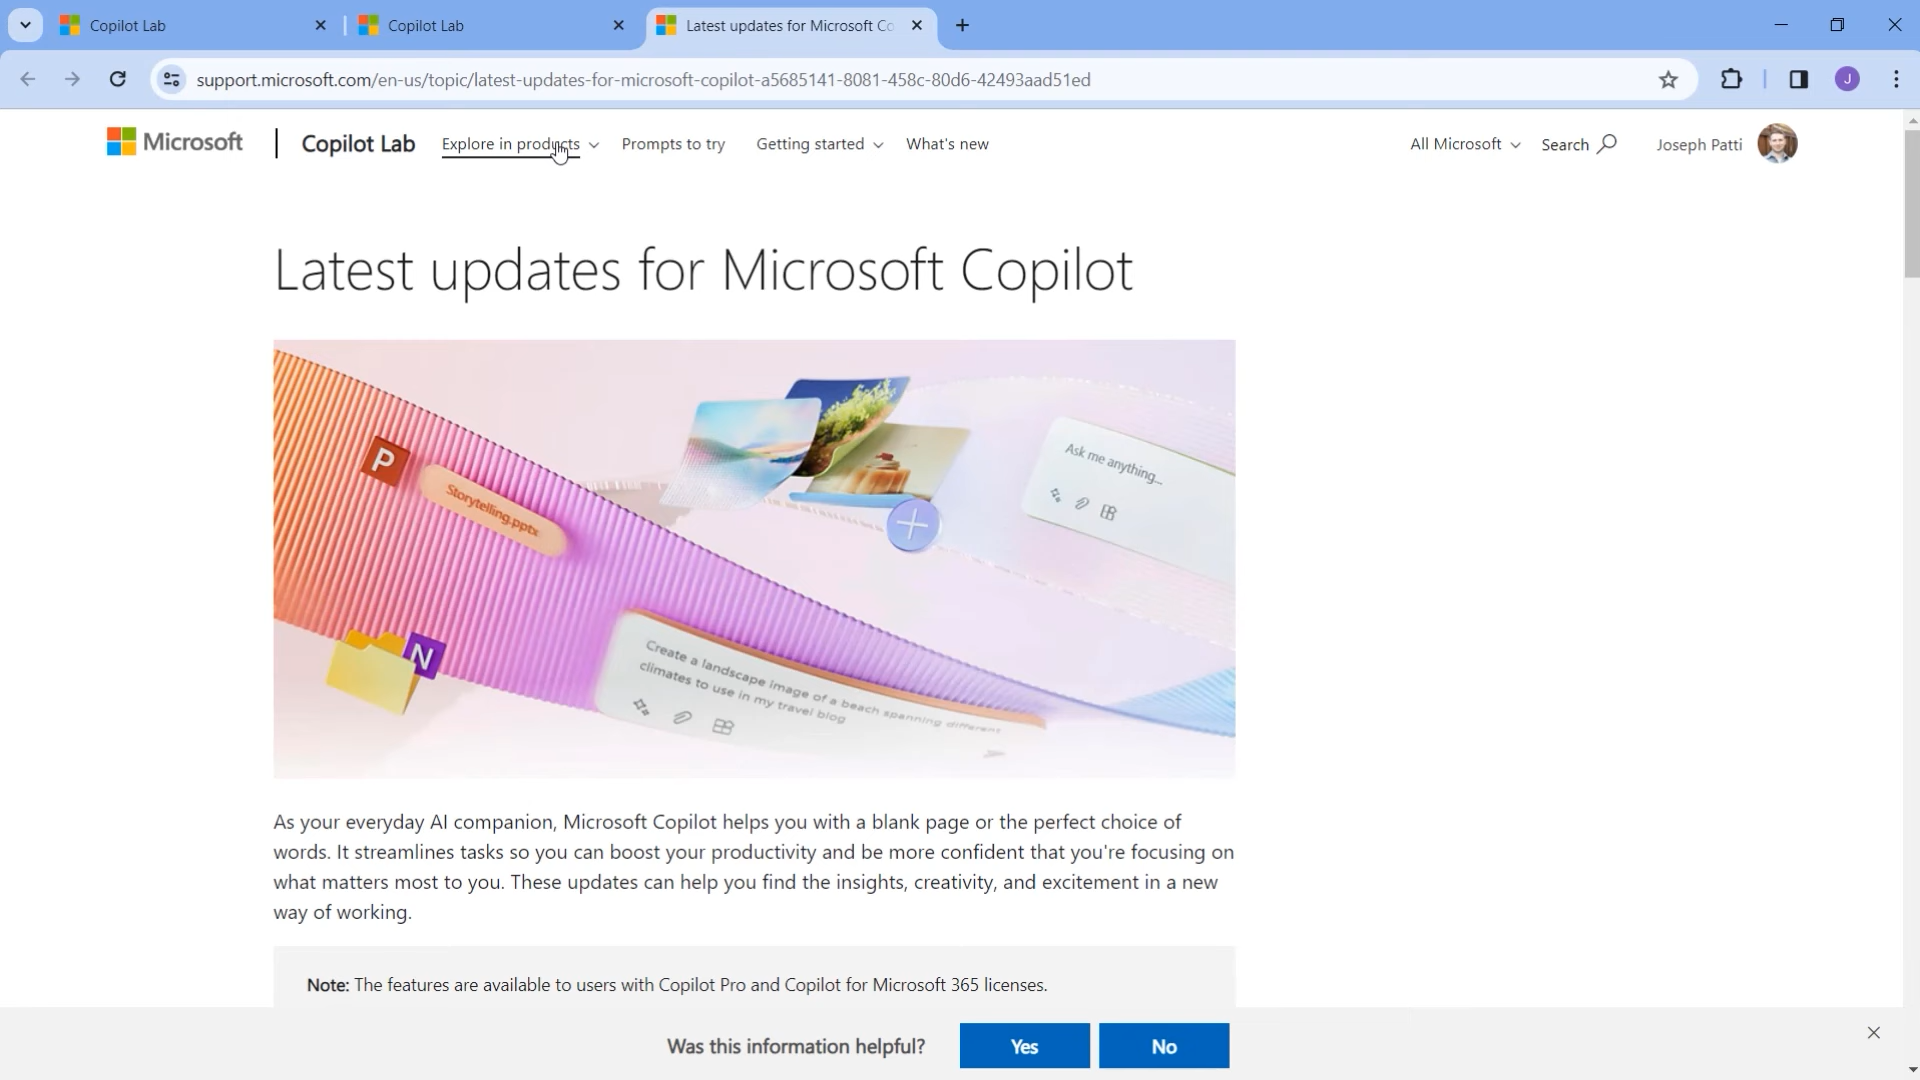 Copilot Lab
Copilot Lab
Latest updates for Microsoft Co
support.microsoft.com/en-us/topic/latest-updates-for-microsoft-copilot-a5685141-8081-458c-80d6-42493aad51ed
J
Microsoft
Copilot Lab
Explore in products
Prompts to try
Getting started
What's new
All Microsoft
Search
Joseph Patti
Latest updates for Microsoft Copilot
P
Storytelling.pptx
Ask me anything...
N
Create a landscape image of a beach spanning different
climates to use in my travel blog
As your everyday AI companion, Microsoft Copilot helps you with a blank page or the perfect choice of
words. It streamlines tasks so you can boost your productivity and be more confident that you're focusing on
what matters most to you. These updates can help you find the insights, creativity, and excitement in a new
way of working.
Note: The features are available to users with Copilot Pro and Copilot for Microsoft 365 licenses.
Was this information helpful?
Yes
No